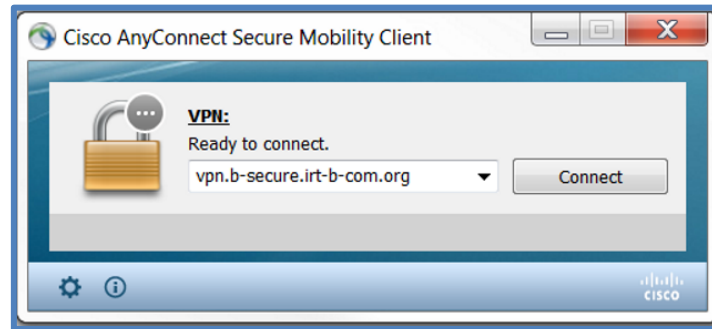 Cisco AnyConnect Secure Mobility Client
VPN:
Ready to connect.
vpn.b-secure.irt-b-com.org
Connect
CISCO